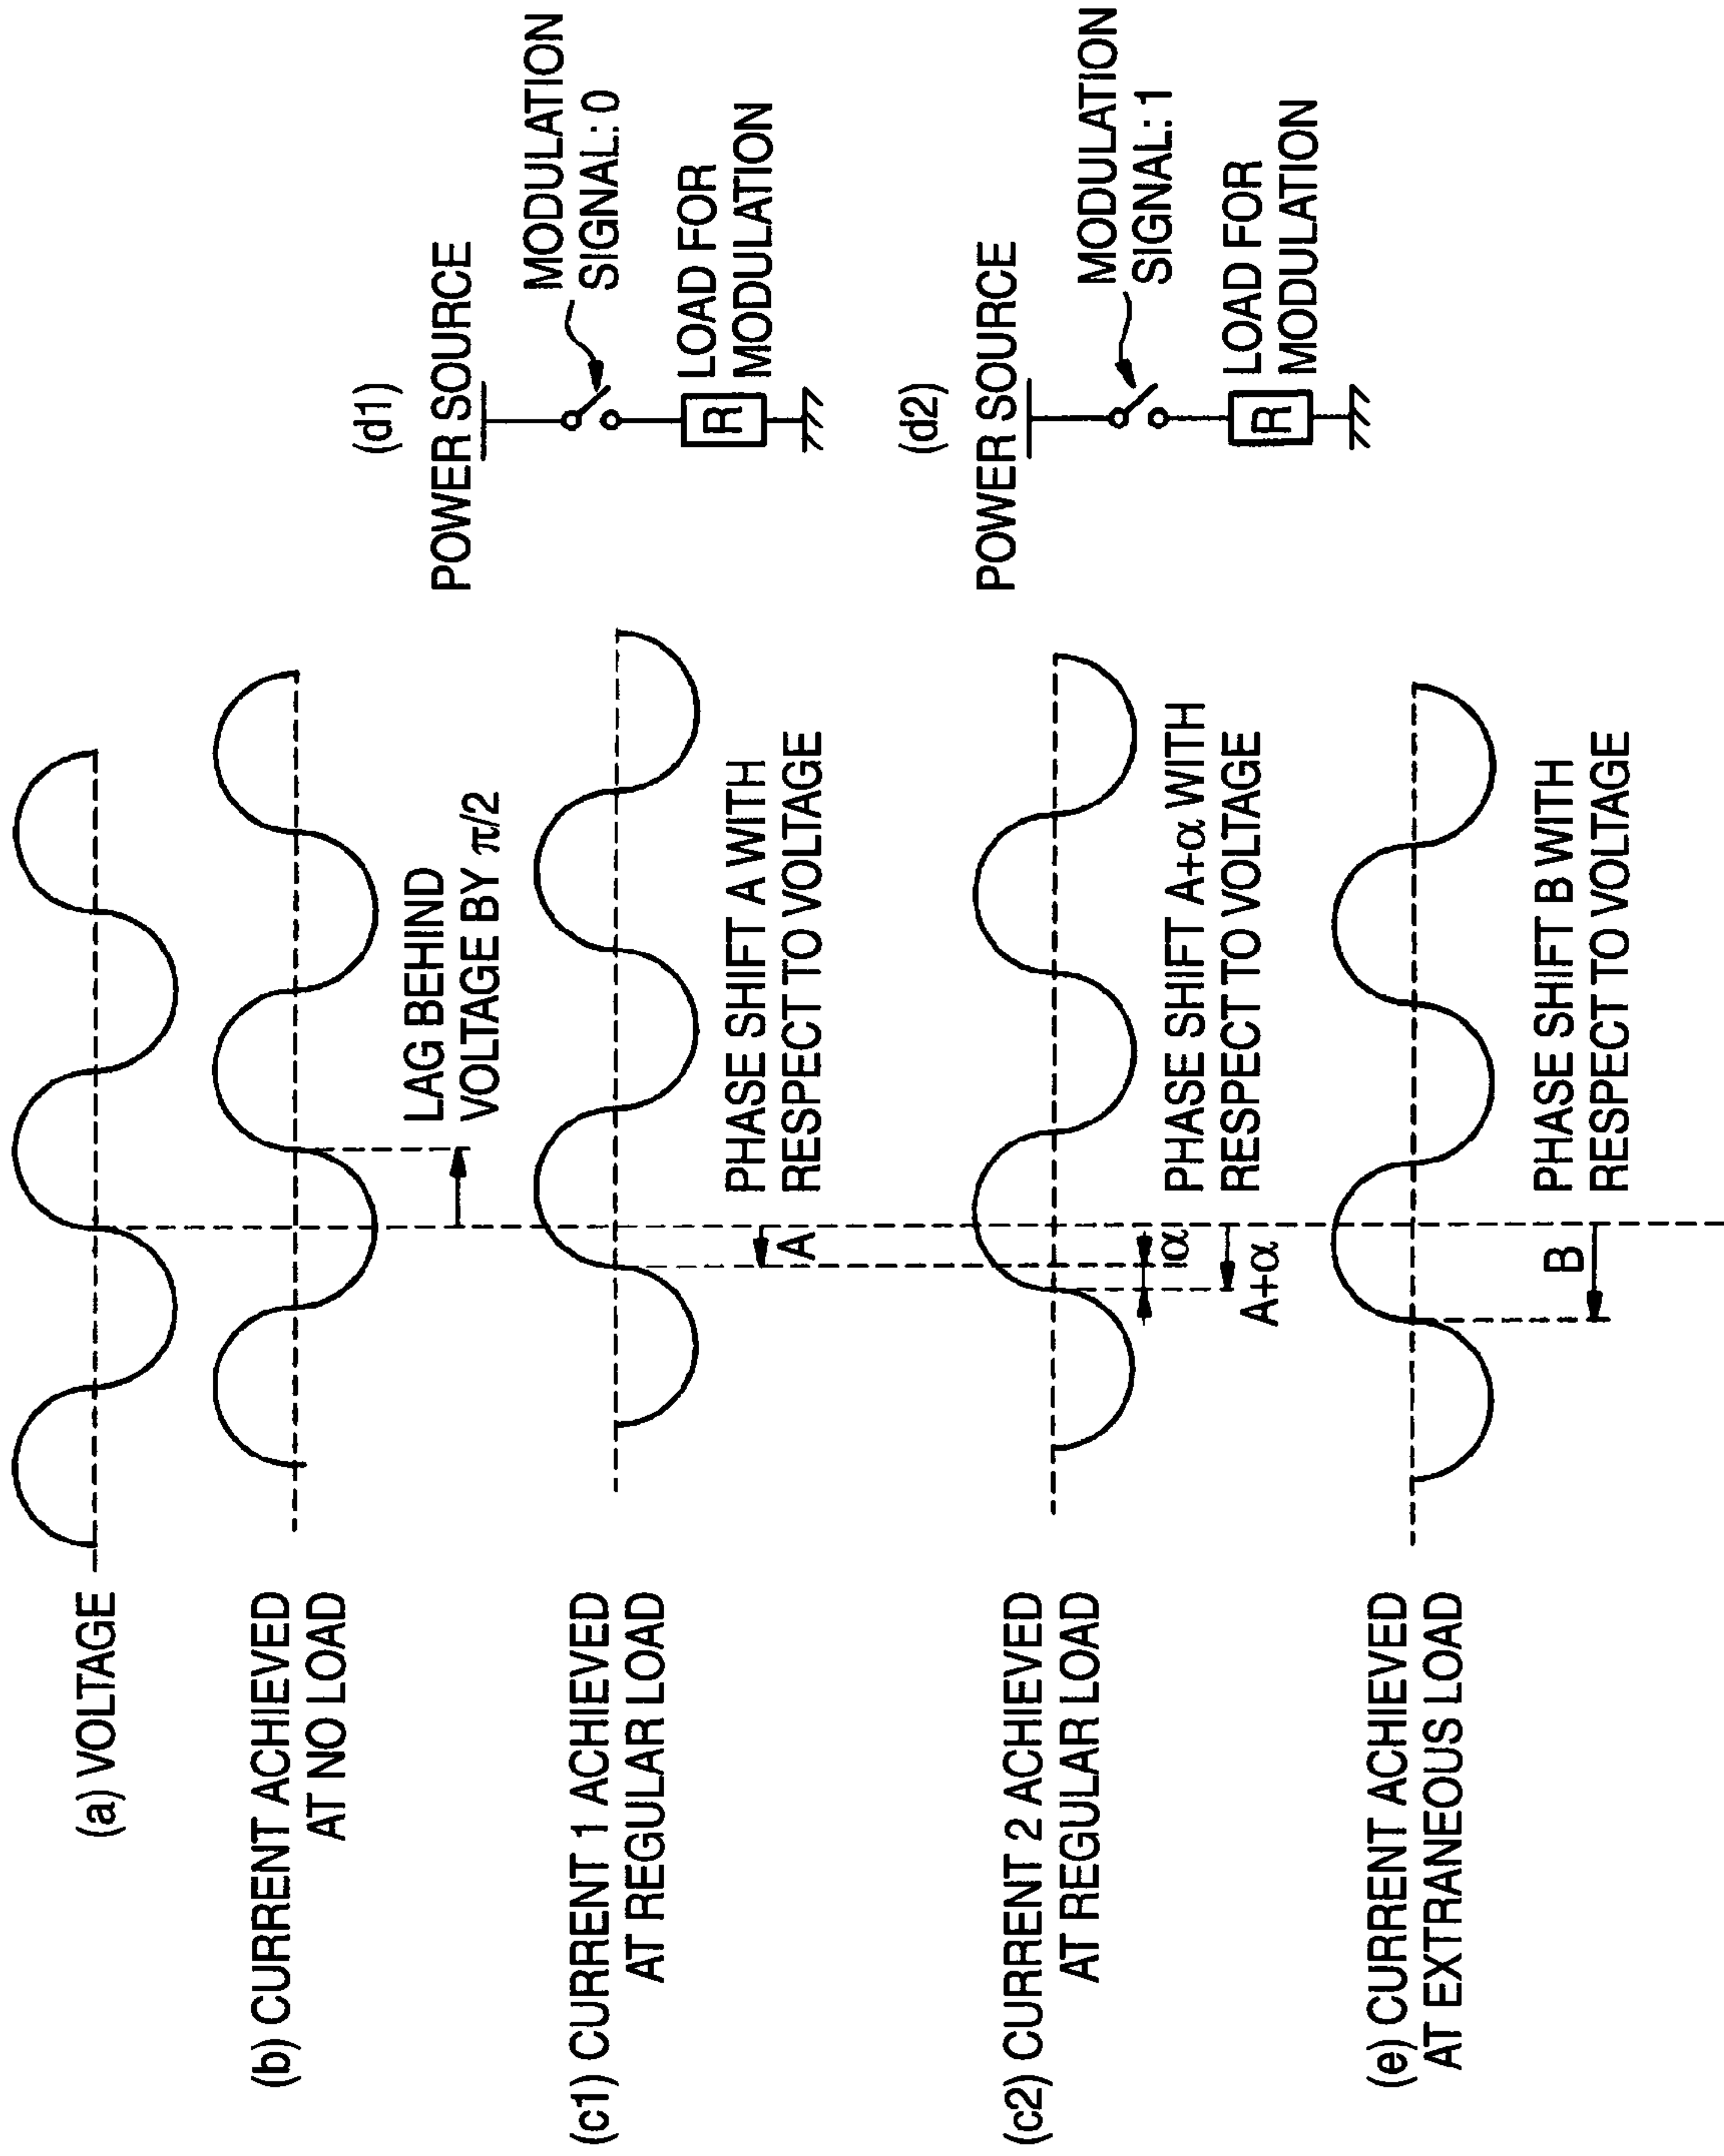 (a) VOLTAGE
(b) CURRENT ACHIEVED
AT NO LOAD
LAG BEHIND
VOLTAGE BY π/2
(c1) CURRENT 1 ACHIEVED
AT REGULAR LOAD
A
PHASE SHIFT A WITH
RESPECT TO VOLTAGE
(d1)
POWER SOURCE
MODULATION
SIGNAL: 0
R
LOAD FOR
MODULATION
(c2) CURRENT 2 ACHIEVED
AT REGULAR LOAD
α
A+α
PHASE SHIFT A+α WITH
RESPECT TO VOLTAGE
(d2)
POWER SOURCE
MODULATION
SIGNAL: 1
R
LOAD FOR
MODULATION
(e) CURRENT ACHIEVED
AT EXTRANEOUS LOAD
B
PHASE SHIFT B WITH
RESPECT TO VOLTAGE